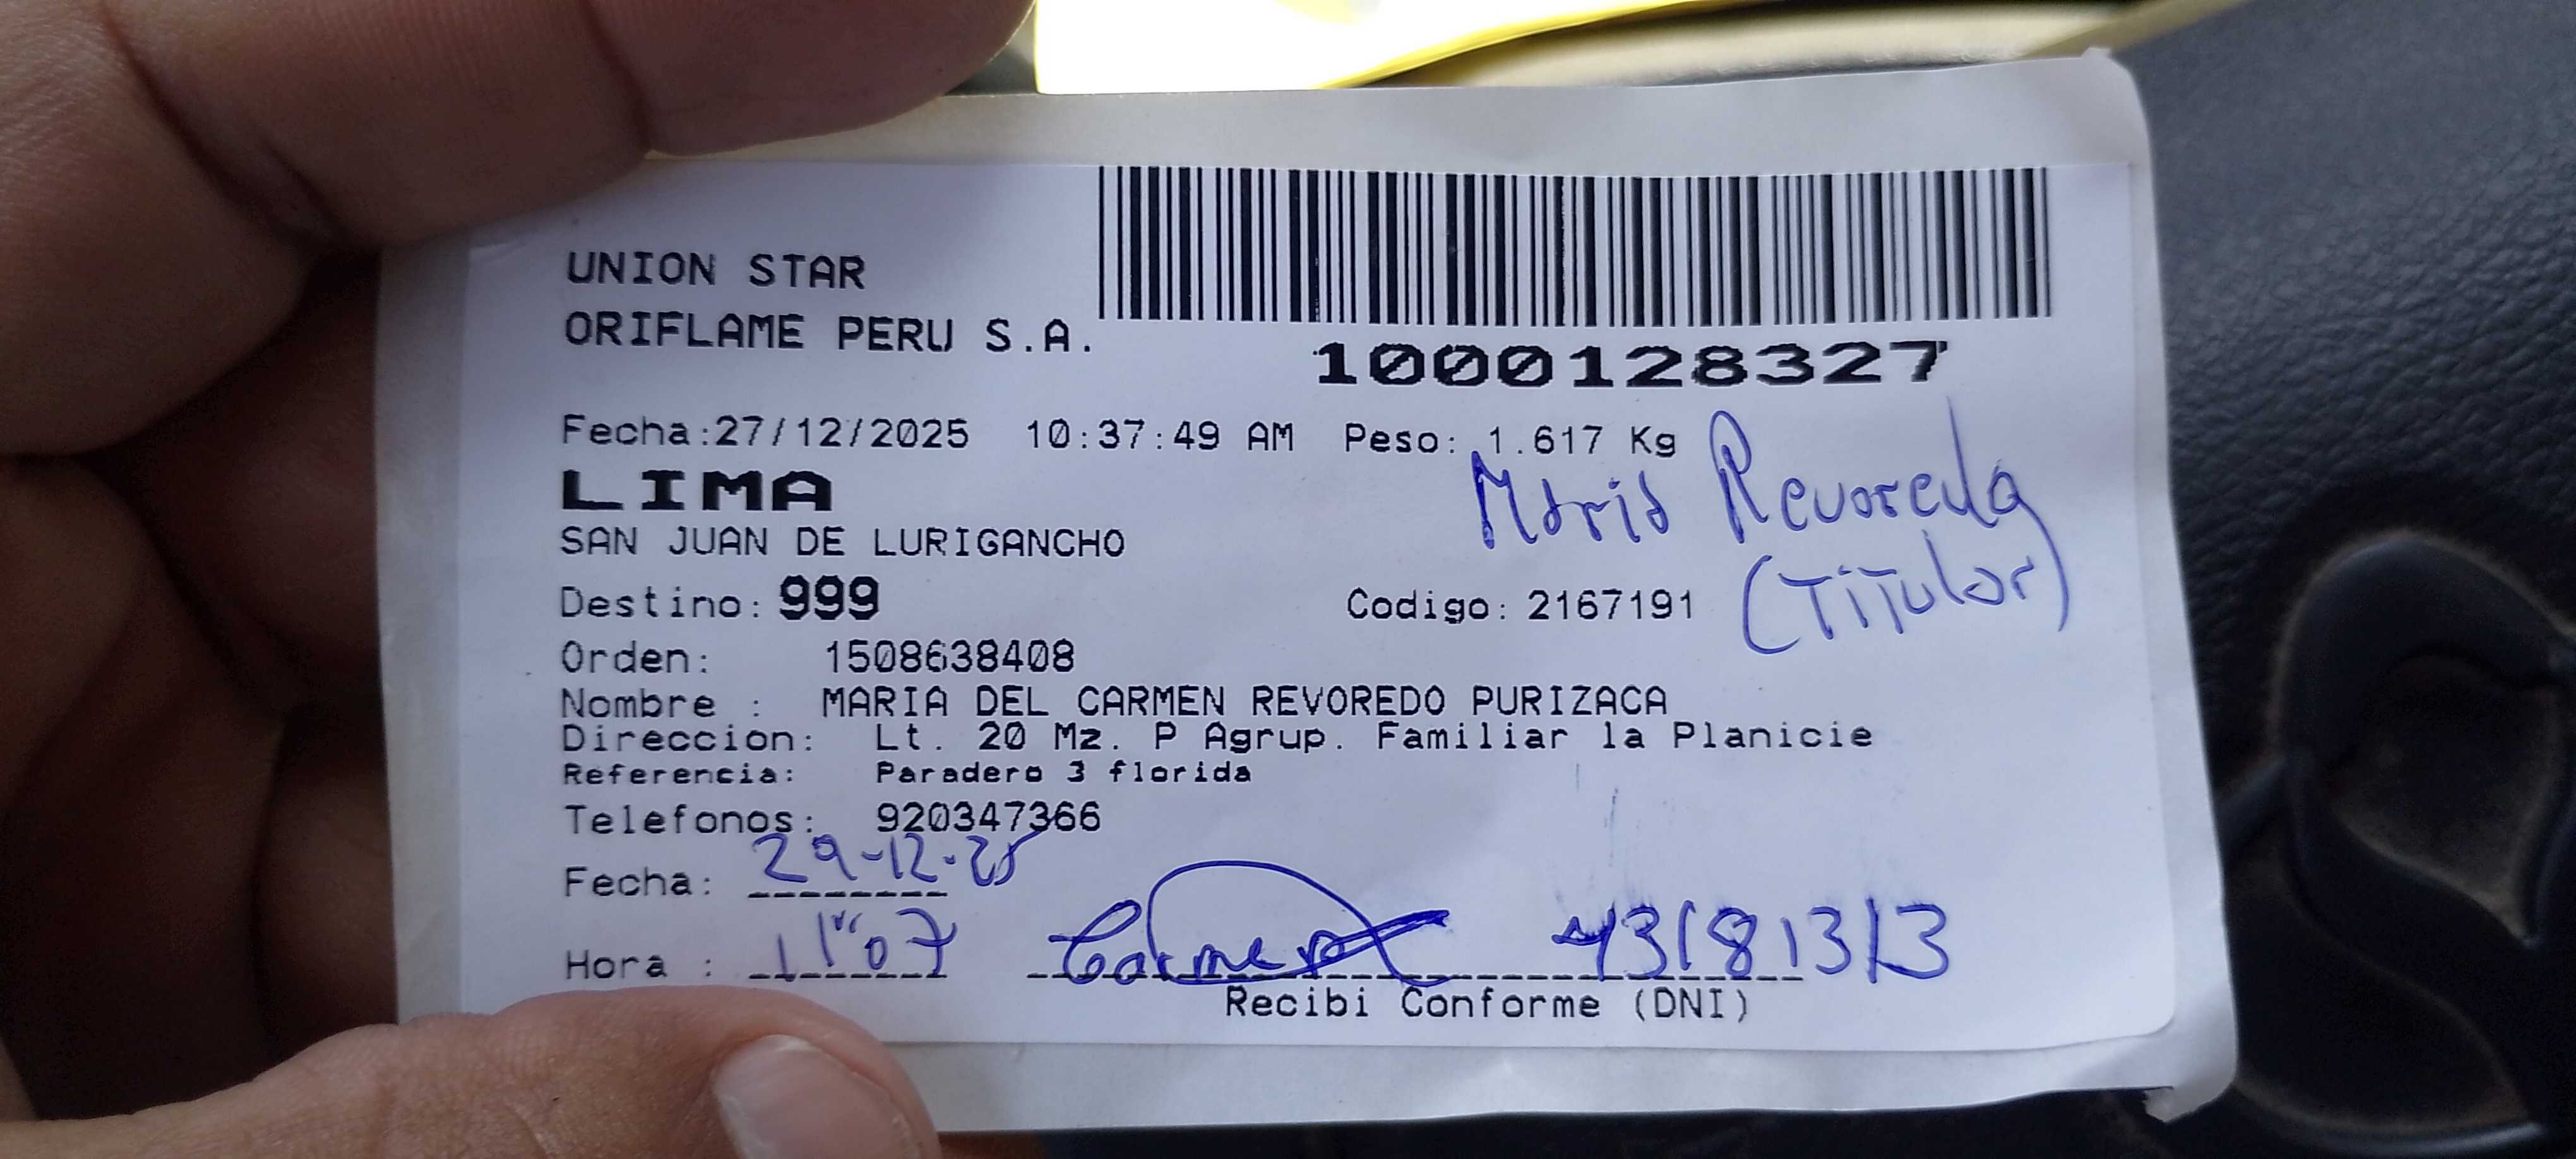 UNION STAR
ORIFLAME PERU S.A.
1000128327
Fecha:27/12/2025 10:37:49 AM Peso: 1.617 Kg
LIMA
Maria Revoredo
SAN JUAN DE LURIGANCHO
(Titular)
Destino: 999 Codigo: 2167191
Orden: 1508638408
Nombre : MARIA DEL CARMEN REVOREDO PURIZACA
Direccion: Lt. 20 Mz. P Agrup. Familiar la Planicie
Referencia: Paradero 3 florida
Telefonos: 920347366
Fecha: 29-12-25
Hora : 11"07 Carmen 43181313
Recibi Conforme (DNI)